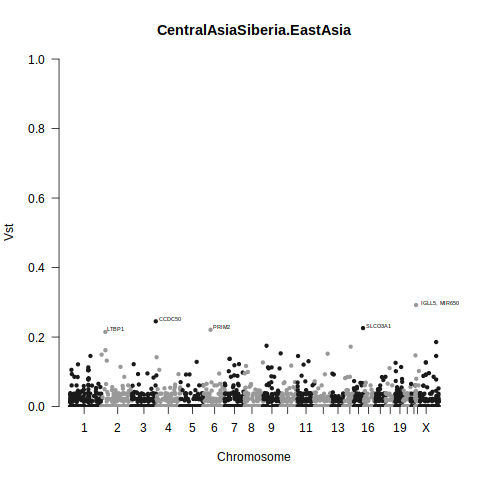 CentralAsiaSiberia.EastAsia
1.0
0.8
0.6
0.4
0.2
0.0
Vst
IGLL5, MIR650
CCDC50
SLCO3A1
PRIM2
LTBP1
1 2 3 4 5 6 7 8 9 11 13 16 19 X
Chromosome